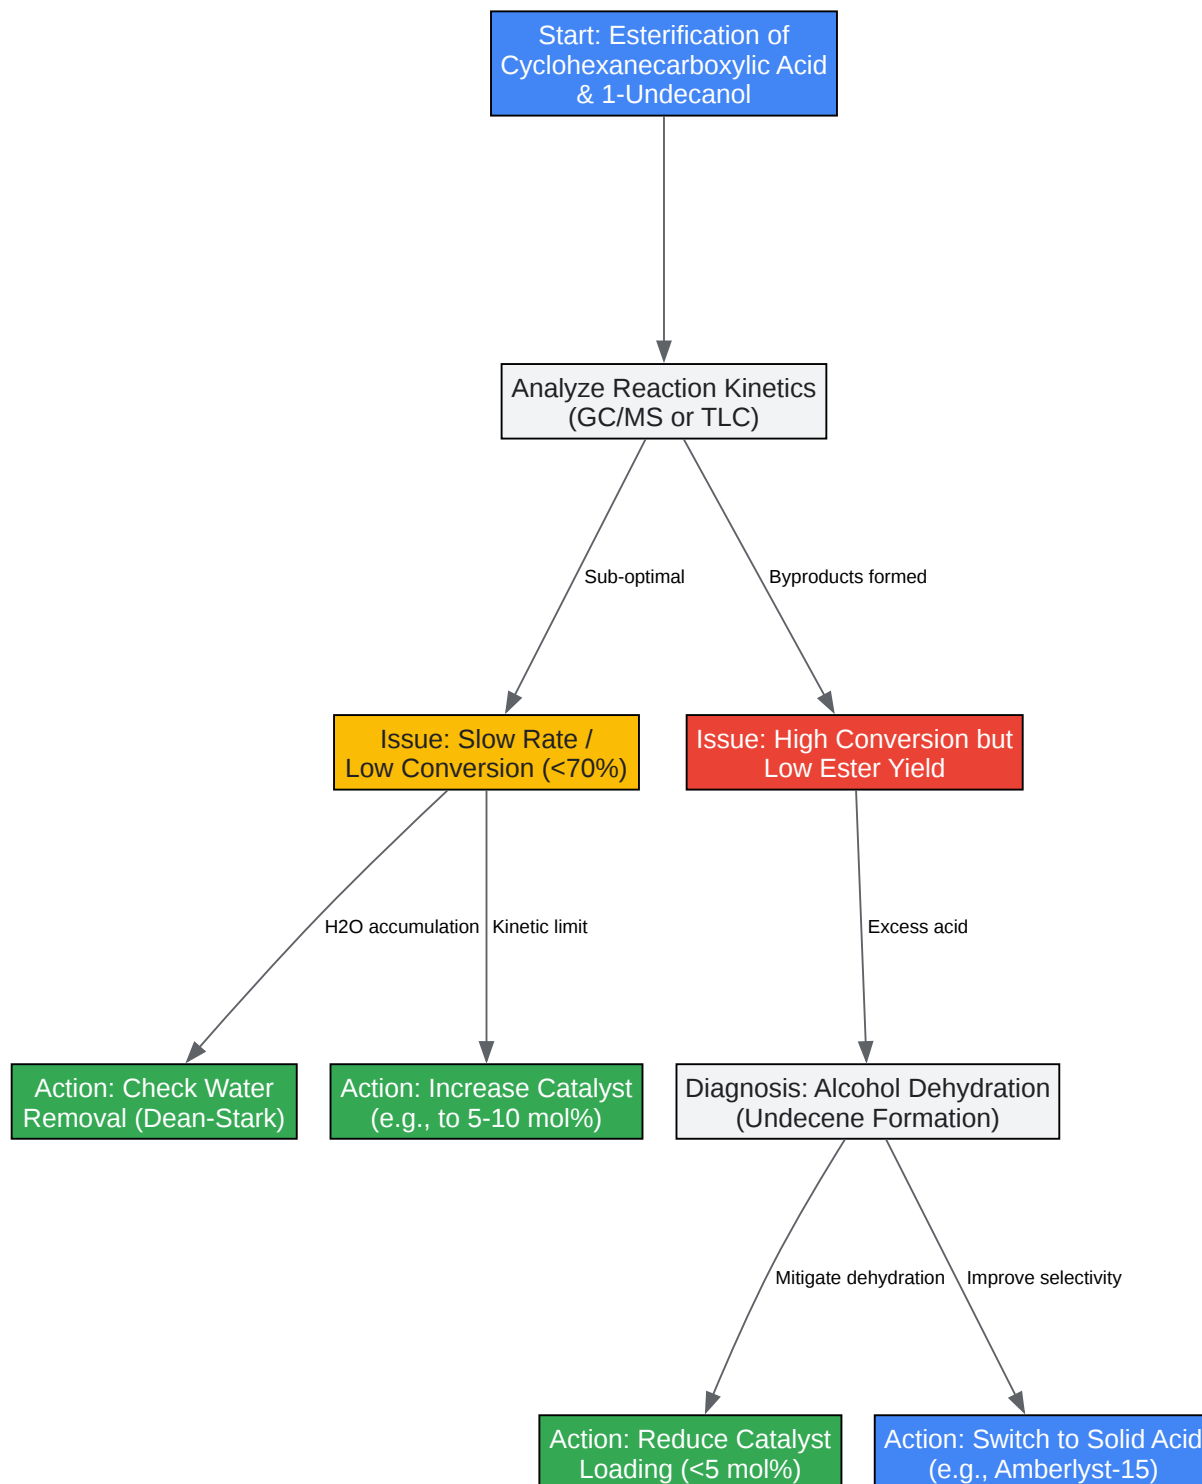 Start: Esterification of
Cyclohexanecarboxylic Acid
& 1-Undecanol
Analyze Reaction Kinetics
(GC/MS or TLC)
Sub-optimal
Byproducts formed
Issue: Slow Rate /
Low Conversion (<70%)
Issue: High Conversion but
Low Ester Yield
H2O accumulation
Kinetic limit
Excess acid
Action: Check Water
Removal (Dean-Stark)
Action: Increase Catalyst
(e.g., to 5-10 mol%)
Diagnosis: Alcohol Dehydration
(Undecene Formation)
Mitigate dehydration
Improve selectivity
Action: Reduce Catalyst
Loading (<5 mol%)
Action: Switch to Solid Acid
(e.g., Amberlyst-15)